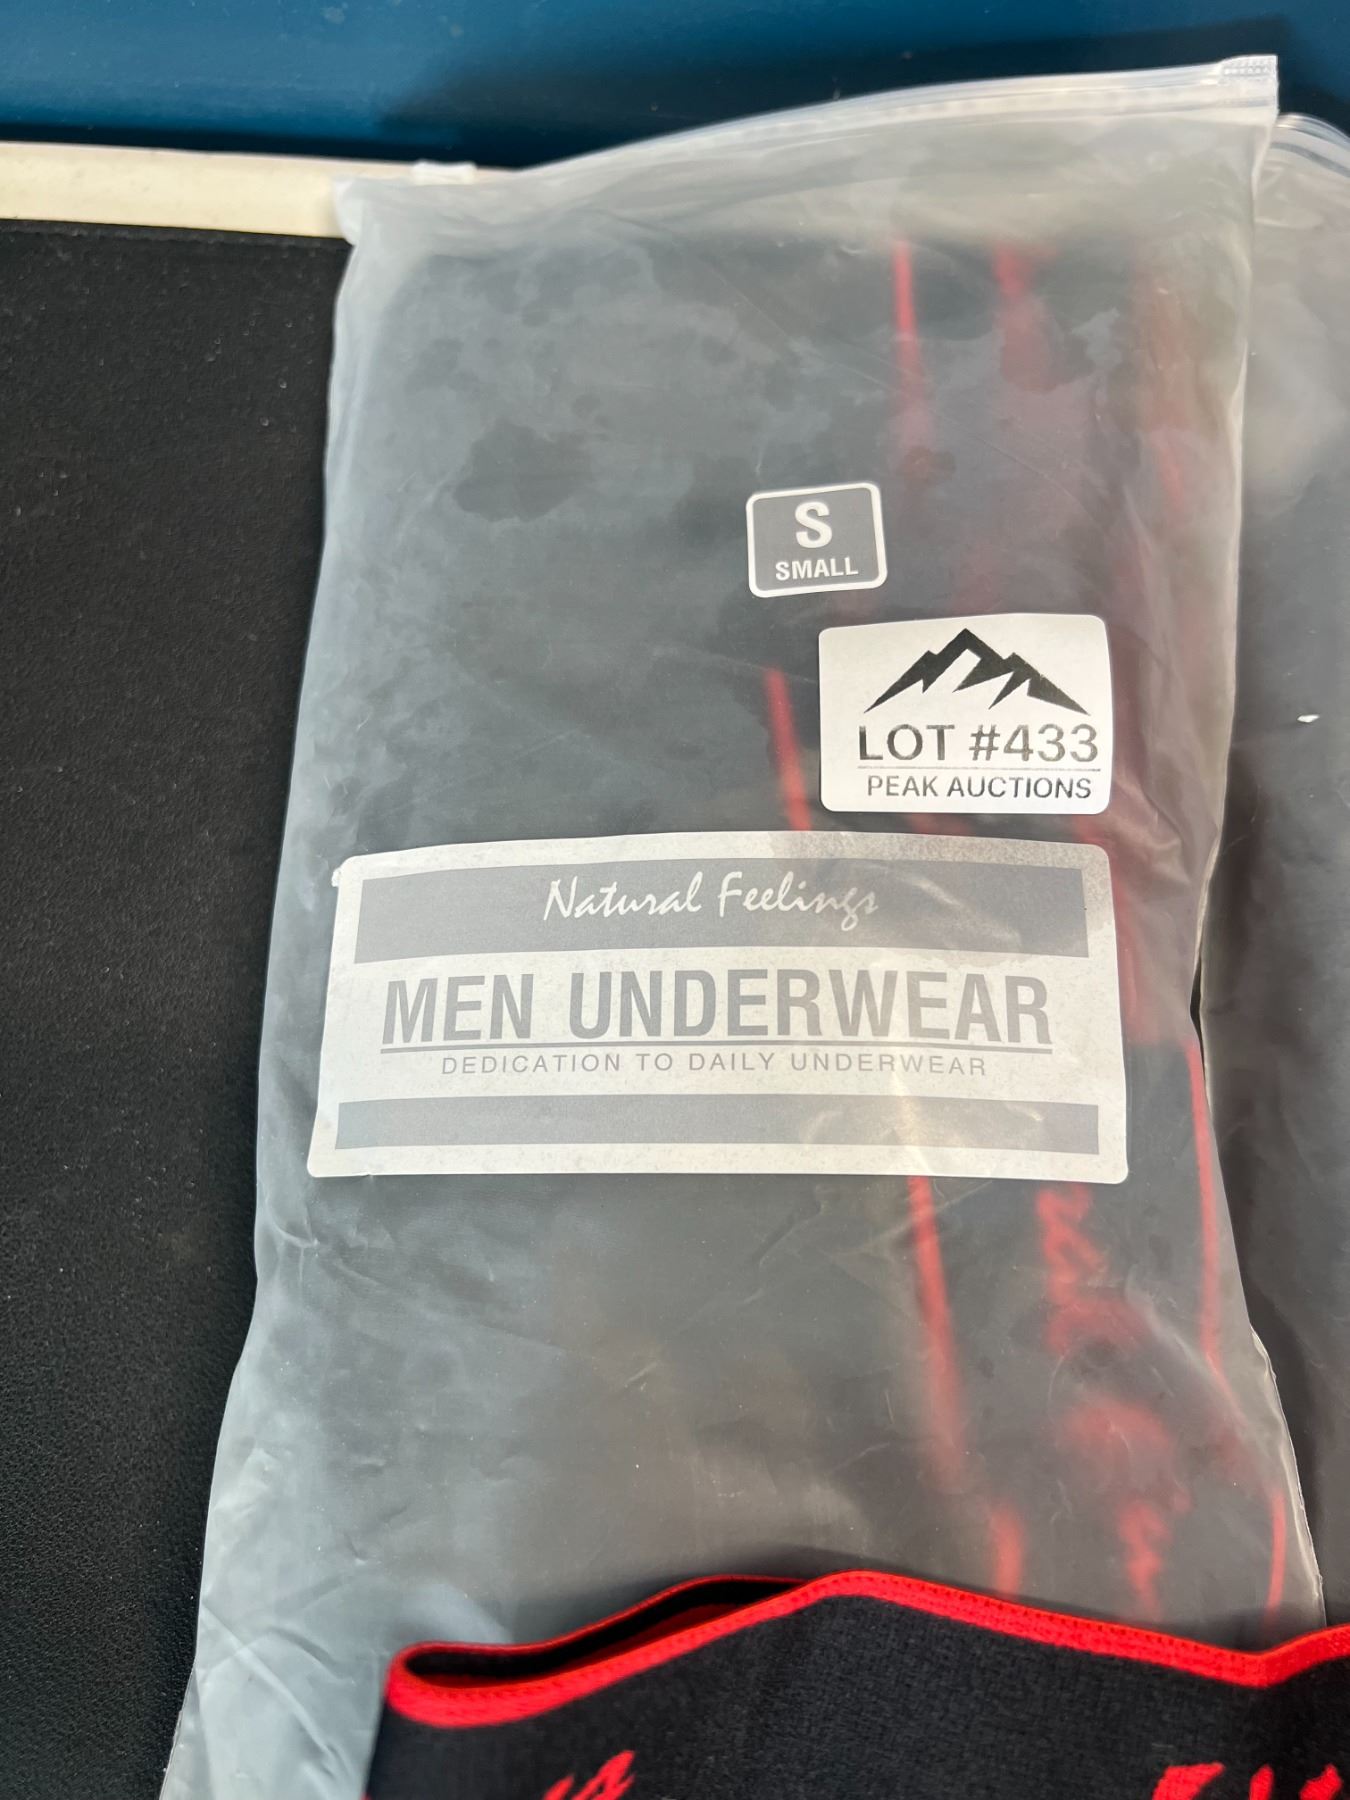 S
SMALL
LOT #433
PEAK AUCTIONS
Natural Feelings
MEN UNDERWEAR
DEDICATION TO DAILY UNDERWEAR